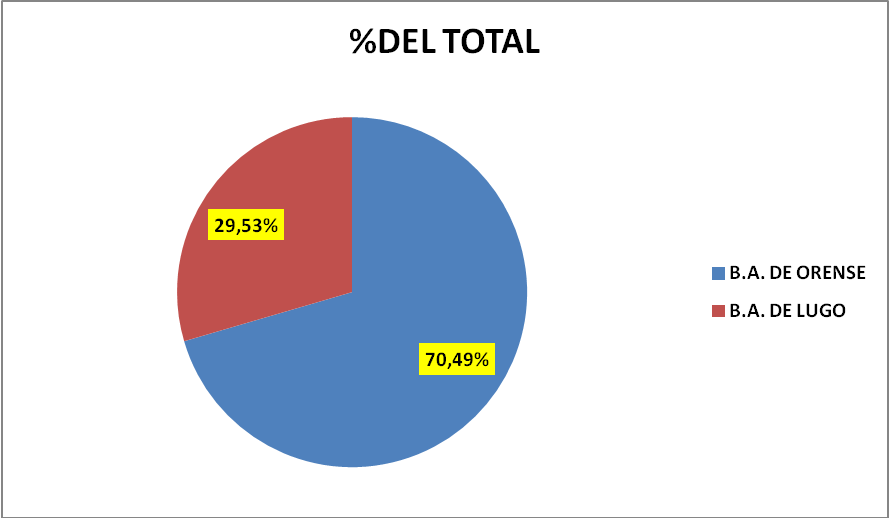 %DEL TOTAL
29,53%
B.A. DE ORENSE
B.A. DE LUGO
70,49%